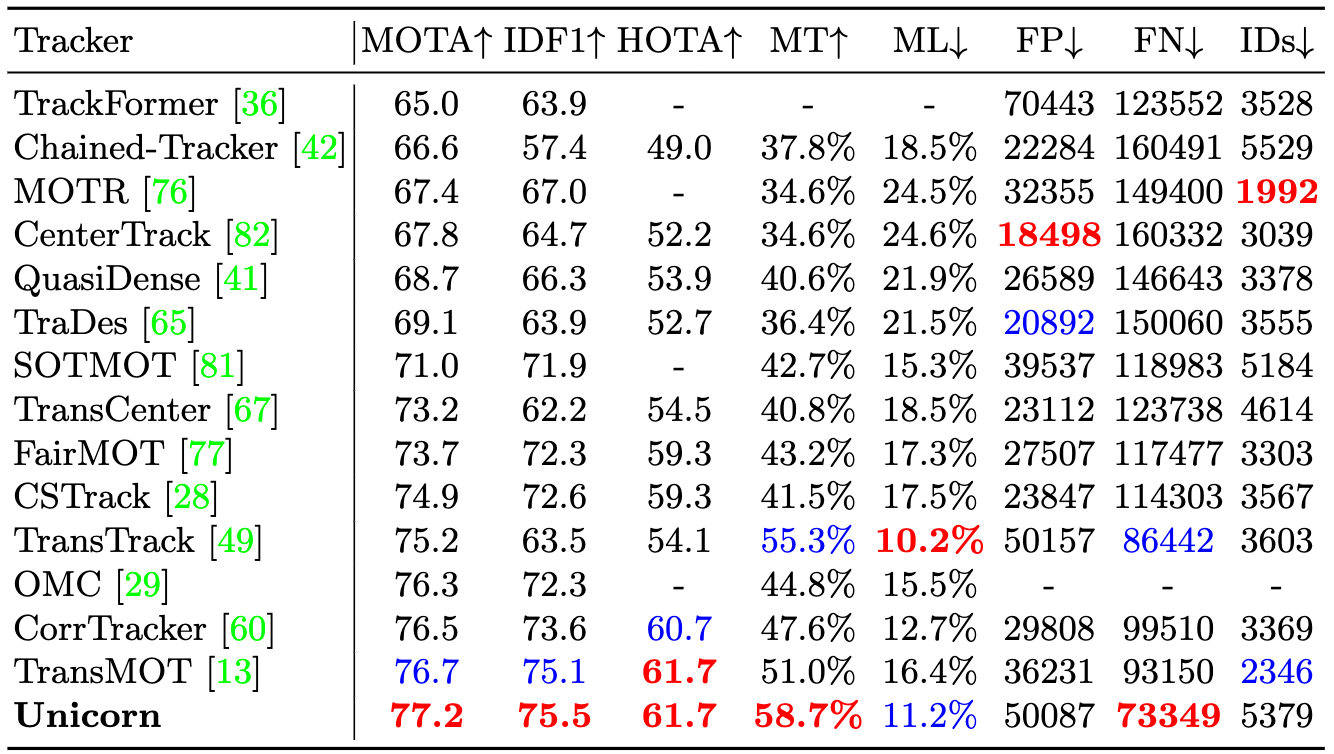 Tracker MOTA↑ IDF1↑ HOTA↑ MT↑ ML↓ FP↓ FN↓ IDs↓
TrackFormer [36] 65.0 63.9 - - - 70443 123552 3528
Chained-Tracker [42] 66.6 57.4 49.0 37.8% 18.5% 22284 160491 5529
MOTR [76] 67.4 67.0 - 34.6% 24.5% 32355 149400 1992
CenterTrack [82] 67.8 64.7 52.2 34.6% 24.6% 18498 160332 3039
QuasiDense [41] 68.7 66.3 53.9 40.6% 21.9% 26589 146643 3378
TraDes [65] 69.1 63.9 52.7 36.4% 21.5% 20892 150060 3555
SOTMOT [81] 71.0 71.9 - 42.7% 15.3% 39537 118983 5184
TransCenter [67] 73.2 62.2 54.5 40.8% 18.5% 23112 123738 4614
FairMOT [77] 73.7 72.3 59.3 43.2% 17.3% 27507 117477 3303
CSTrack [28] 74.9 72.6 59.3 41.5% 17.5% 23847 114303 3567
TransTrack [49] 75.2 63.5 54.1 55.3% 10.2% 50157 86442 3603
OMC [29] 76.3 72.3 - 44.8% 15.5% - - -
CorrTracker [60] 76.5 73.6 60.7 47.6% 12.7% 29808 99510 3369
TransMOT [13] 76.7 75.1 61.7 51.0% 16.4% 36231 93150 2346
Unicorn 77.2 75.5 61.7 58.7% 11.2% 50087 73349 5379